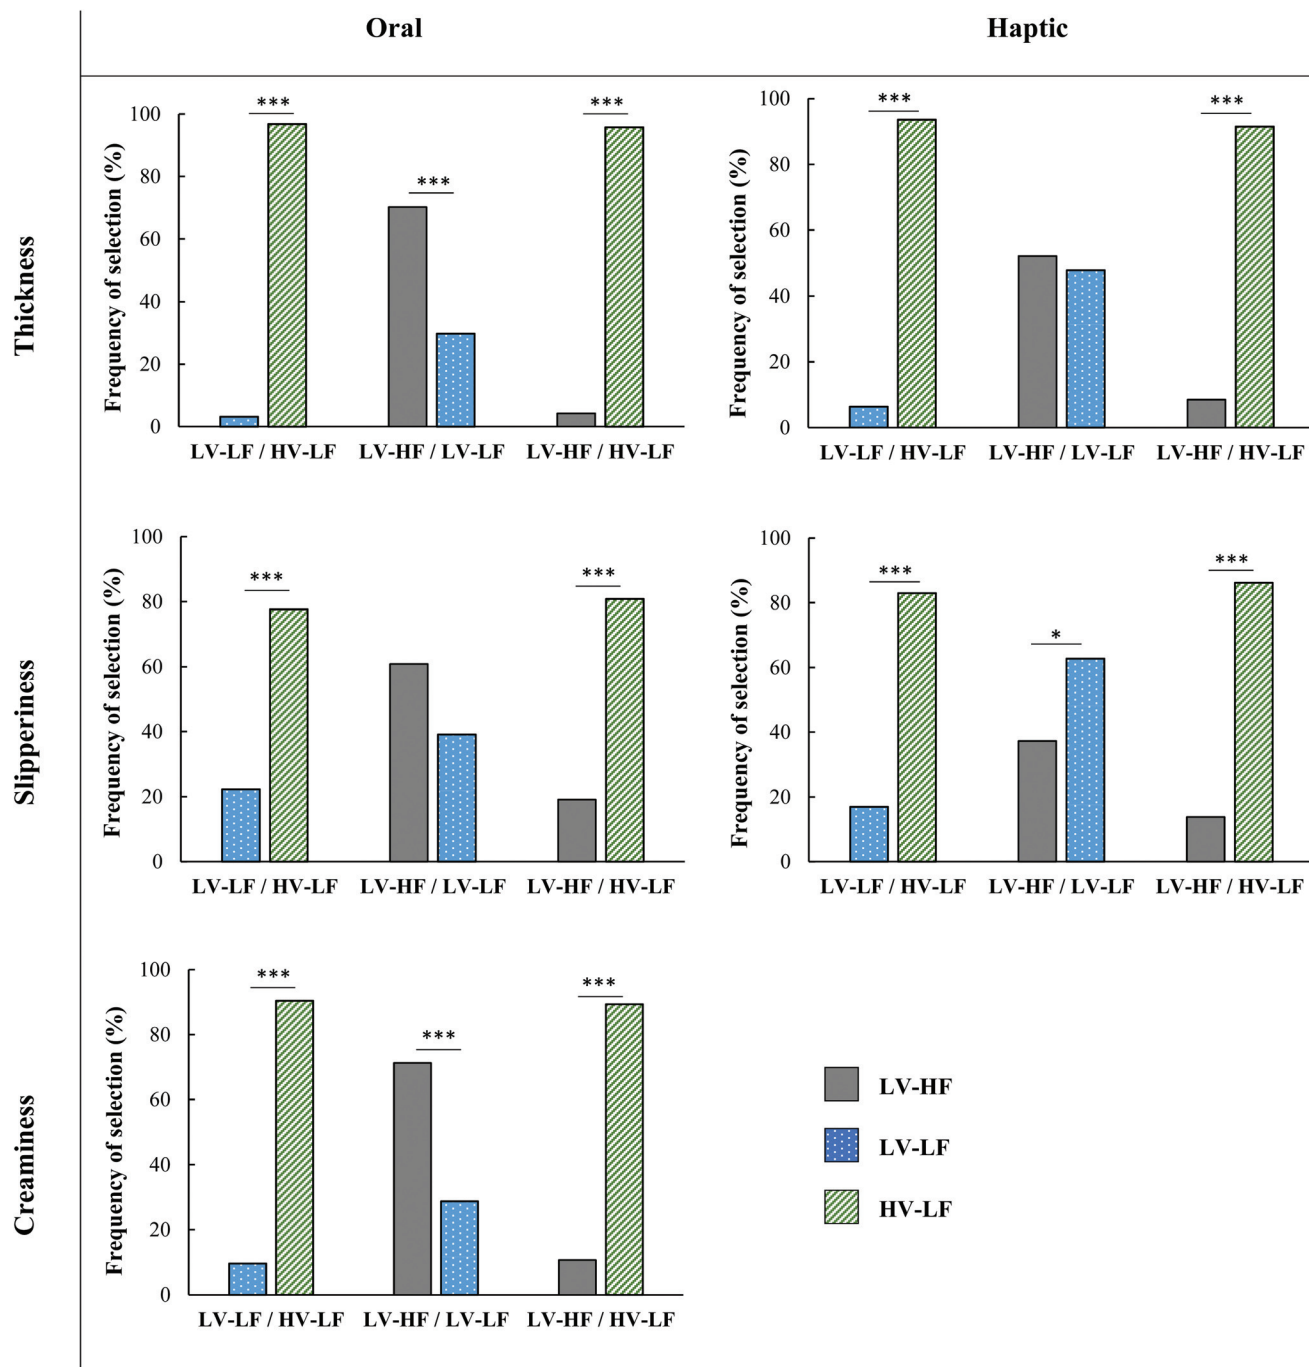 Oral
Haptic
Thickness
Frequency of selection (%)
100
80
60
40
20
0
***
***
***
LV-LF / HV-LF
LV-HF / LV-LF
LV-HF / HV-LF
Frequency of selection (%)
100
80
60
40
20
0
***
***
LV-LF / HV-LF
LV-HF / LV-LF
LV-HF / HV-LF
Slipperiness
Frequency of selection (%)
100
80
60
40
20
0
***
***
LV-LF / HV-LF
LV-HF / LV-LF
LV-HF / HV-LF
Frequency of selection (%)
100
80
60
40
20
0
***
*
***
LV-LF / HV-LF
LV-HF / LV-LF
LV-HF / HV-LF
Creaminess
Frequency of selection (%)
100
80
60
40
20
0
***
***
***
LV-LF / HV-LF
LV-HF / LV-LF
LV-HF / HV-LF
LV-HF
LV-LF
HV-LF